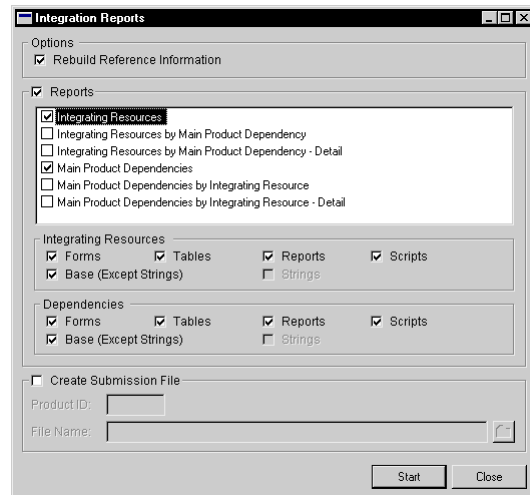 Integration Reports
Options
Rebuild Reference Information
Reports
Integrating Resources
Integrating Resources by Main Product Dependency
Integrating Resources by Main Product Dependency - Detail
Main Product Dependencies
Main Product Dependencies by Integrating Resource
Main Product Dependencies by Integrating Resource - Detail
Integrating Resources
Forms Tables Reports Scripts
Base (Except Strings) Strings
Dependencies
Forms Tables Reports Scripts
Base (Except Strings) Strings
Create Submission File
Product ID:
File Name:
Start Close